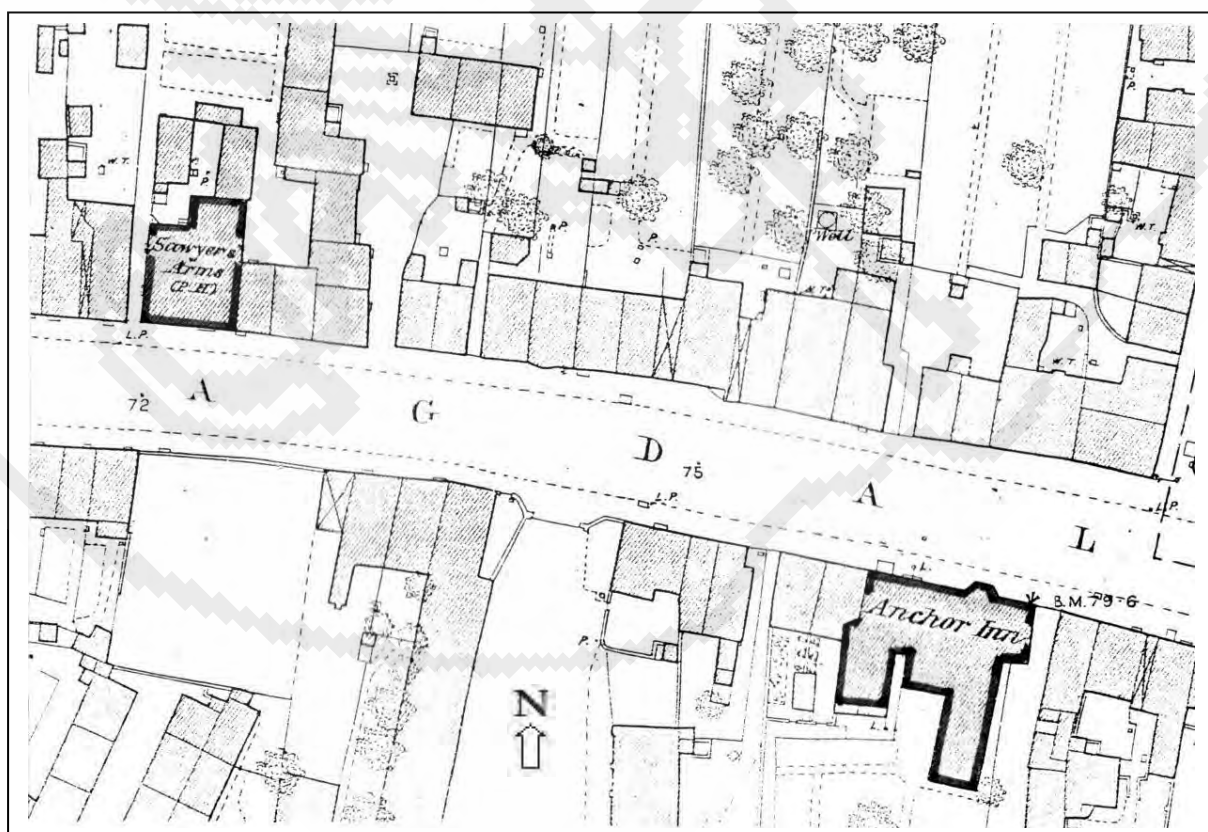 W.T.
P.
Sawyer's
Arms
(P.H)
L.P.
P.
P.
Well
W.T.
P.
W.T.
W.T.
L.P.
72
A
G
D
75
A
L
L.P.
L.P.
Anchor Inn
B.M.79·6
P.
N